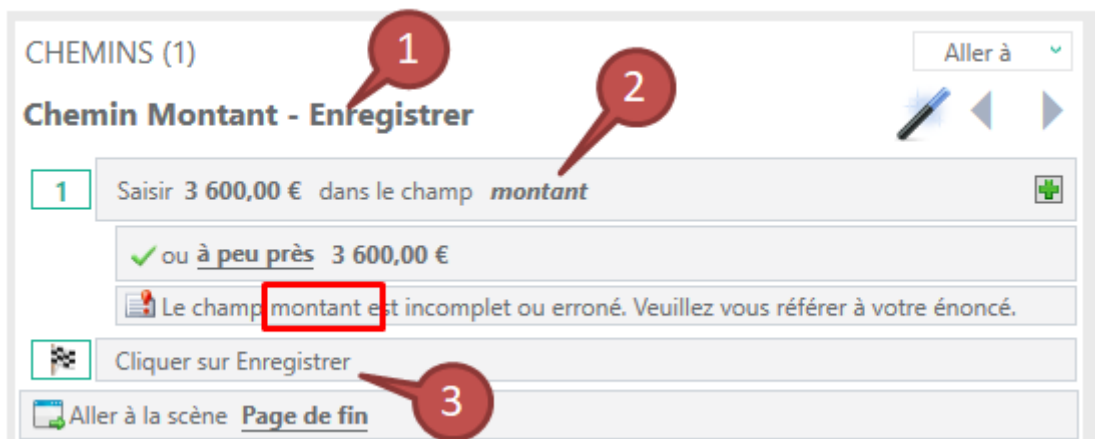 CHEMINS (1)
Aller à
1
2
Chemin Montant - Enregistrer
1 Saisir 3 600,00 € dans le champ montant
ou à peu près 3 600,00 €
Le champ montant est incomplet ou erroné. Veuillez vous référer à votre énoncé.
Cliquer sur Enregistrer
3
Aller à la scène Page de fin